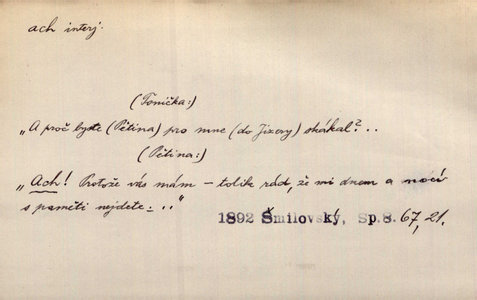 ach interj.
(Tonička:)
„A proč byste (Pětina) pro mne (do Jizery) skákal?..
(Pětina:)
„Ach! Protože vás mám – tolik rád, že mi dnem a nocí
s paměti nejdete. – . .“
1892 Šmilovský, Sp.8. 67, 21.